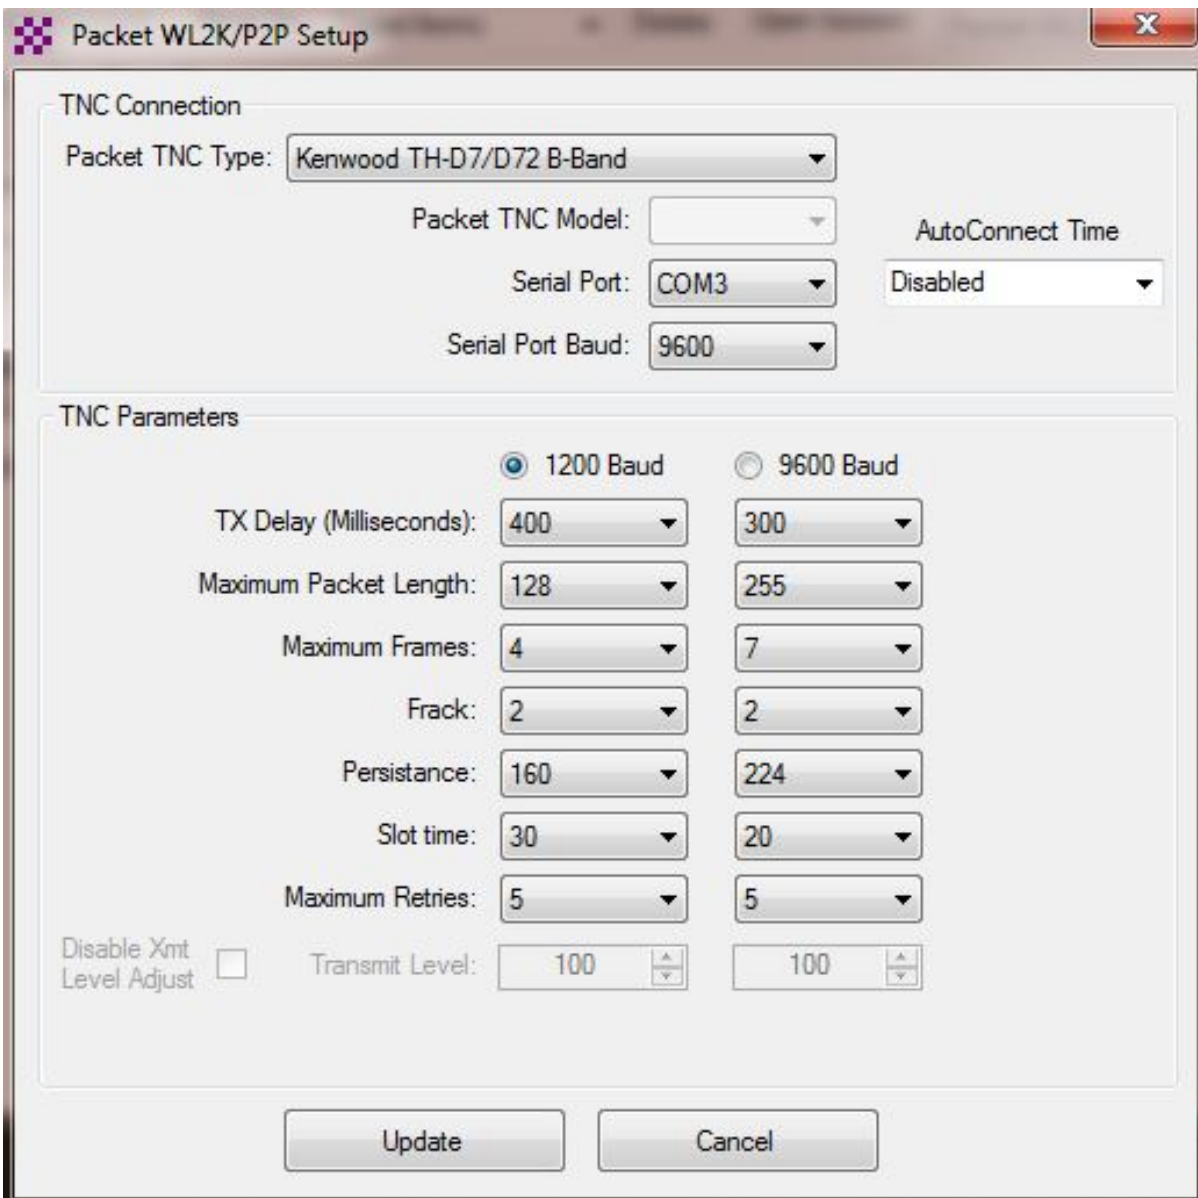 Packet WL2K/P2P Setup
TNC Connection
Packet TNC Type: Kenwood TH-D7/D72 B-Band
Packet TNC Model:
AutoConnect Time
Serial Port: COM3 Disabled
Serial Port Baud: 9600
TNC Parameters
1200 Baud 9600 Baud
TX Delay (Milliseconds): 400 300
Maximum Packet Length: 128 255
Maximum Frames: 4 7
Frack: 2 2
Persistance: 160 224
Slot time: 30 20
Maximum Retries: 5 5
Disable Xmt
Level Adjust Transmit Level: 100 100
Update Cancel